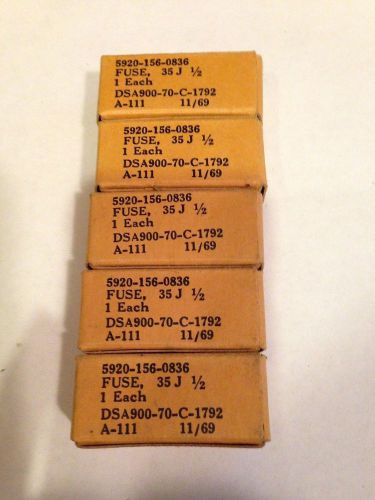 5920-156-0836
FUSE, 35 J ½
1 Each
DSA900-70-C-1792
A-111 11/69
5920-156-0836
FUSE, 35 J ½
1 Each
DSA900-70-C-1792
A-111 11/69
5920-156-0836
FUSE, 35 J ½
1 Each
DSA900-70-C-1792
A-111 11/69
5920-156-0836
FUSE, 35 J ½
1 Each
DSA900-70-C-1792
A-111 11/69
5920-156-0836
FUSE, 35 J ½
1 Each
DSA900-70-C-1792
A-111 11/69